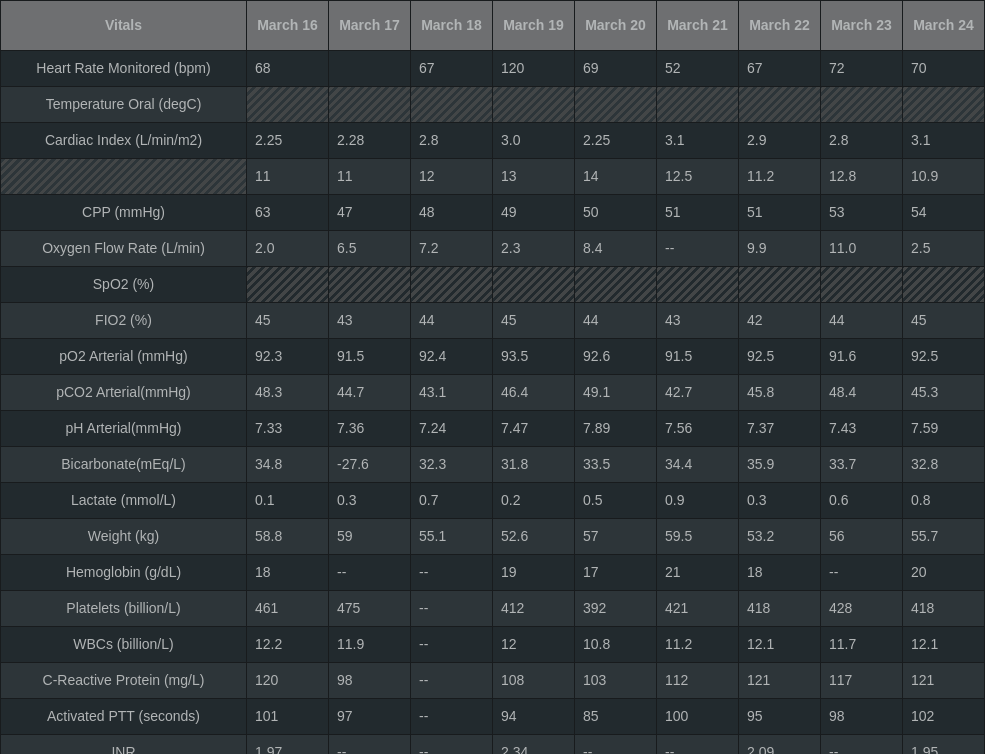 Vitals March 16 March 17 March 18 March 19 March 20 March 21 March 22 March 23 March 24
Heart Rate Monitored (bpm) 68 67 120 69 52 67 72 70
Temperature Oral (degC)
Cardiac Index (L/min/m2) 2.25 2.28 2.8 3.0 2.25 3.1 2.9 2.8 3.1
11 11 12 13 14 12.5 11.2 12.8 10.9
CPP (mmHg) 63 47 48 49 50 51 51 53 54
Oxygen Flow Rate (L/min) 2.0 6.5 7.2 2.3 8.4 -- 9.9 11.0 2.5
SpO2 (%)
FIO2 (%) 45 43 44 45 44 43 42 44 45
pO2 Arterial (mmHg) 92.3 91.5 92.4 93.5 92.6 91.5 92.5 91.6 92.5
pCO2 Arterial(mmHg) 48.3 44.7 43.1 46.4 49.1 42.7 45.8 48.4 45.3
pH Arterial(mmHg) 7.33 7.36 7.24 7.47 7.89 7.56 7.37 7.43 7.59
Bicarbonate(mEq/L) 34.8 -27.6 32.3 31.8 33.5 34.4 35.9 33.7 32.8
Lactate (mmol/L) 0.1 0.3 0.7 0.2 0.5 0.9 0.3 0.6 0.8
Weight (kg) 58.8 59 55.1 52.6 57 59.5 53.2 56 55.7
Hemoglobin (g/dL) 18 -- -- 19 17 21 18 -- 20
Platelets (billion/L) 461 475 -- 412 392 421 418 428 418
WBCs (billion/L) 12.2 11.9 -- 12 10.8 11.2 12.1 11.7 12.1
C-Reactive Protein (mg/L) 120 98 -- 108 103 112 121 117 121
Activated PTT (seconds) 101 97 -- 94 85 100 95 98 102
INR 1.97 -- -- 2.34 -- -- 2.09 -- 1.95